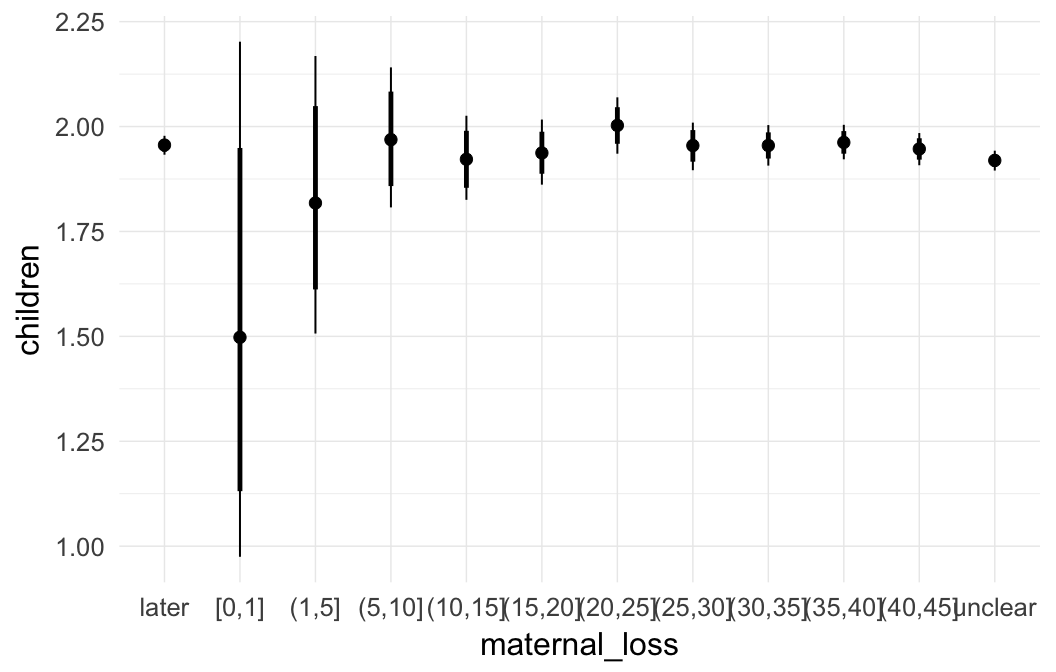 2.25
2.00
1.75
1.50
1.25
1.00
children
later [0,1] (1,5] (5,10] (10,15] (15,20] (20,25] (25,30] (30,35] (35,40] (40,45] unclear
maternal_loss